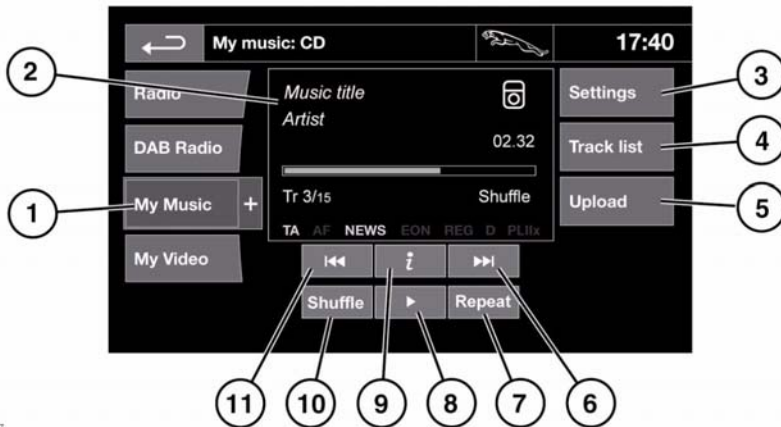 My music: CD
17:40
Radio
DAB Radio
My Music +
My Video
Music title
Artist
02.32
Tr 3/15 Shuffle
TA AF NEWS EON REG D PLIIx
Settings
Track list
Upload
i
Shuffle
Repeat
1
2
3
4
5
6
7
8
9
10
11